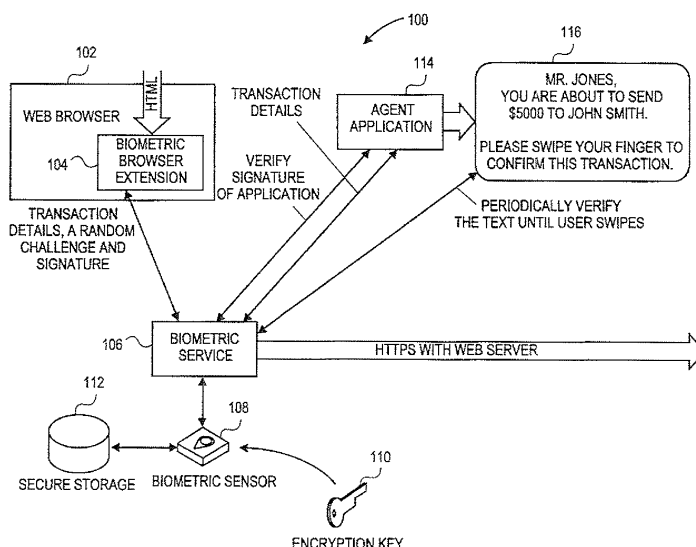 100
102
HTML
WEB BROWSER
104
BIOMETRIC
BROWSER
EXTENSION
TRANSACTION
DETAILS, A RANDOM
CHALLENGE AND
SIGNATURE
TRANSACTION
DETAILS
VERIFY
SIGNATURE
OF APPLICATION
114
AGENT
APPLICATION
116
MR. JONES,
YOU ARE ABOUT TO SEND
$5000 TO JOHN SMITH.
PLEASE SWIPE YOUR FINGER TO
CONFIRM THIS TRANSACTION.
PERIODICALLY VERIFY
THE TEXT UNTIL USER SWIPES
106
BIOMETRIC
SERVICE
HTTPS WITH WEB SERVER
112
SECURE STORAGE
108
BIOMETRIC SENSOR
110
ENCRYPTION KEY